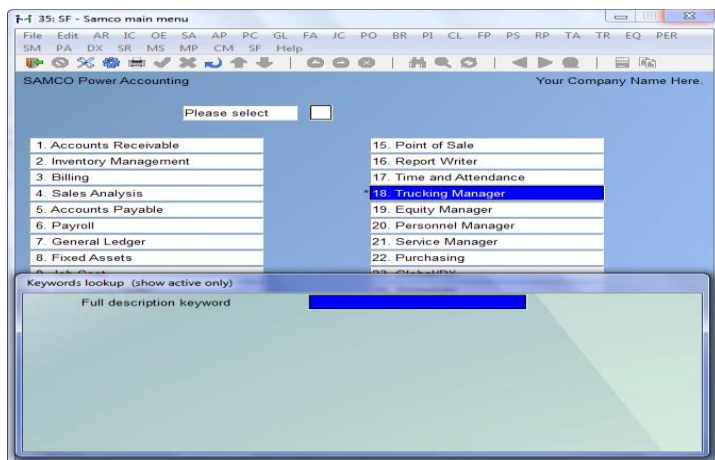 35: SF - Samco main menu
File Edit AR IC OE SA AP PC GL FA JC PO BR PI CL FP PS RP TA TR EQ PER
SM PA DX SR MS MP CM SF Help
SAMCO Power Accounting
Your Company Name Here.
Please select
1. Accounts Receivable
2. Inventory Management
3. Billing
4. Sales Analysis
5. Accounts Payable
6. Payroll
7. General Ledger
8. Fixed Assets
15. Point of Sale
16. Report Writer
17. Time and Attendance
* 18. Trucking Manager
19. Equity Manager
20. Personnel Manager
21. Service Manager
22. Purchasing
Keywords lookup (show active only)
Full description keyword